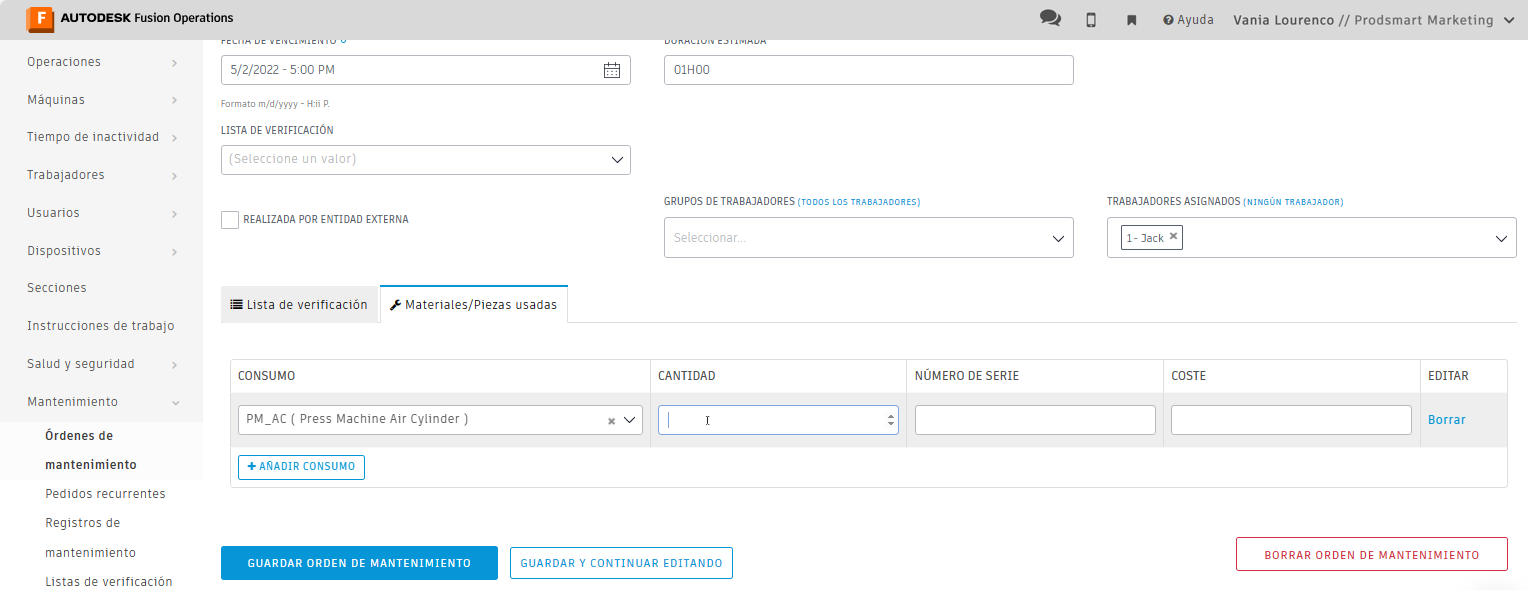 AUTODESK Fusion Operations
Ayuda
Vania Lourenco // Prodsmart Marketing
Operaciones
Máquinas
Tiempo de inactividad
Trabajadores
Usuarios
Dispositivos
Secciones
Instrucciones de trabajo
Salud y seguridad
Mantenimiento
Órdenes de
mantenimiento
Pedidos recurrentes
Registros de
mantenimiento
Listas de verificación
FECHA DE VENCIMIENTO
DURACIÓN ESTIMADA
5/2/2022 - 5:00 PM
01H00
Formato m/d/yyyy - H:ii P.
LISTA DE VERIFICACIÓN
(Seleccione un valor)
REALIZADA POR ENTIDAD EXTERNA
GRUPOS DE TRABAJADORES (TODOS LOS TRABAJADORES)
Seleccionar...
TRABAJADORES ASIGNADOS (NINGÚN TRABAJADOR)
1 - Jack
Lista de verificación
Materiales/Piezas usadas
CONSUMO
CANTIDAD
NÚMERO DE SERIE
COSTE
EDITAR
PM_AC ( Press Machine Air Cylinder )
Borrar
+ AÑADIR CONSUMO
GUARDAR ORDEN DE MANTENIMIENTO
GUARDAR Y CONTINUAR EDITANDO
BORRAR ORDEN DE MANTENIMIENTO